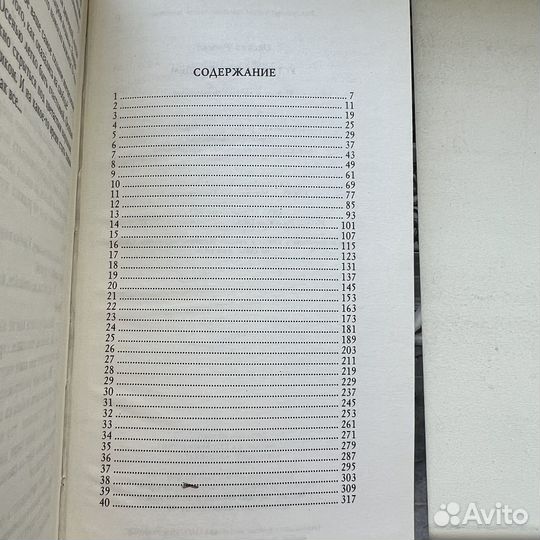 СОДЕРЖАНИЕ
1 ........ 7
2 ........ 11
3 ........ 19
4 ........ 25
5 ........ 29
6 ........ 37
7 ........ 43
8 ........ 49
9 ........ 61
10 ........ 69
11 ........ 77
12 ........ 85
13 ........ 93
14 ........ 101
15 ........ 107
16 ........ 115
17 ........ 123
18 ........ 131
19 ........ 137
20 ........ 145
21 ........ 153
22 ........ 163
23 ........ 173
24 ........ 181
25 ........ 189
26 ........ 203
27 ........ 211
28 ........ 219
29 ........ 229
30 ........ 237
31 ........ 245
32 ........ 253
33 ........ 261
34 ........ 271
35 ........ 279
36 ........ 287
37 ........ 295
38 ........ 303
39 ........ 309
40 ........ 317
Avito